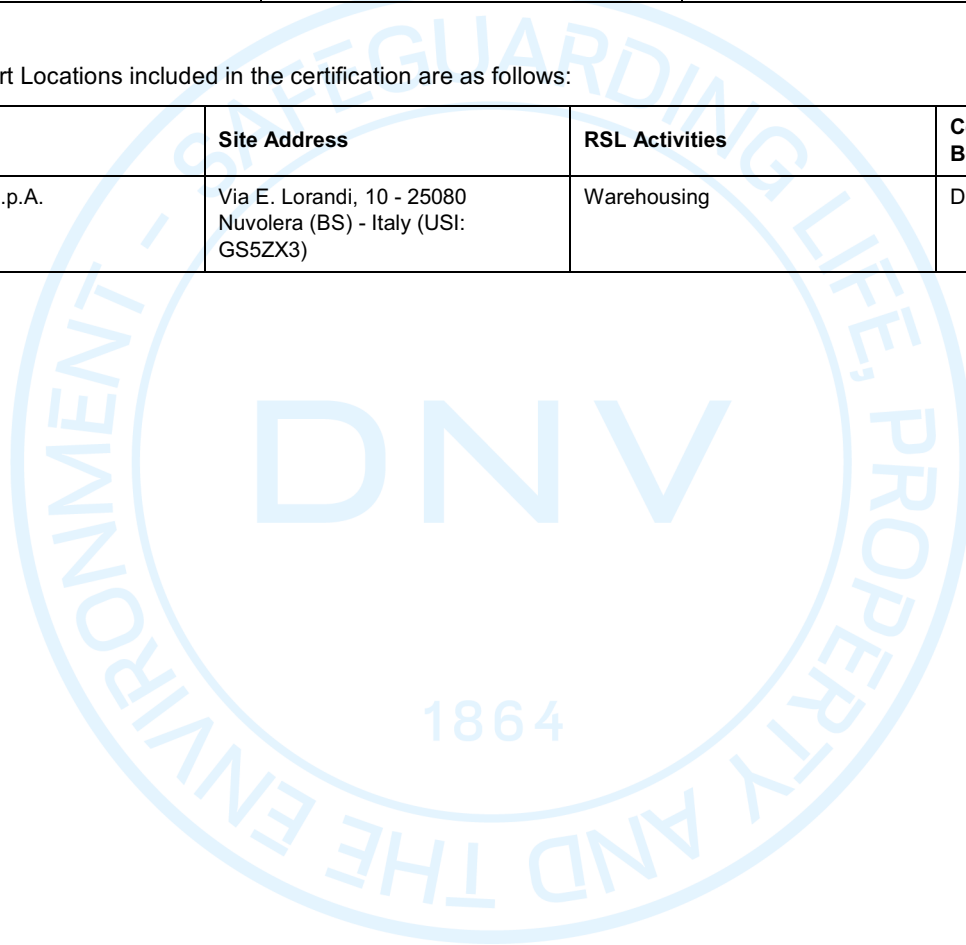 rt Locations included in the certification are as follows:
Site Address RSL Activities C
B
.p.A. Via E. Lorandi, 10 - 25080 Warehousing D
Nuvolera (BS) - Italy (USI:
GS5ZX3)
SAFEGUARDING LIFE, PROPERTY AND THE ENVIRONMENT -
DNV
1864